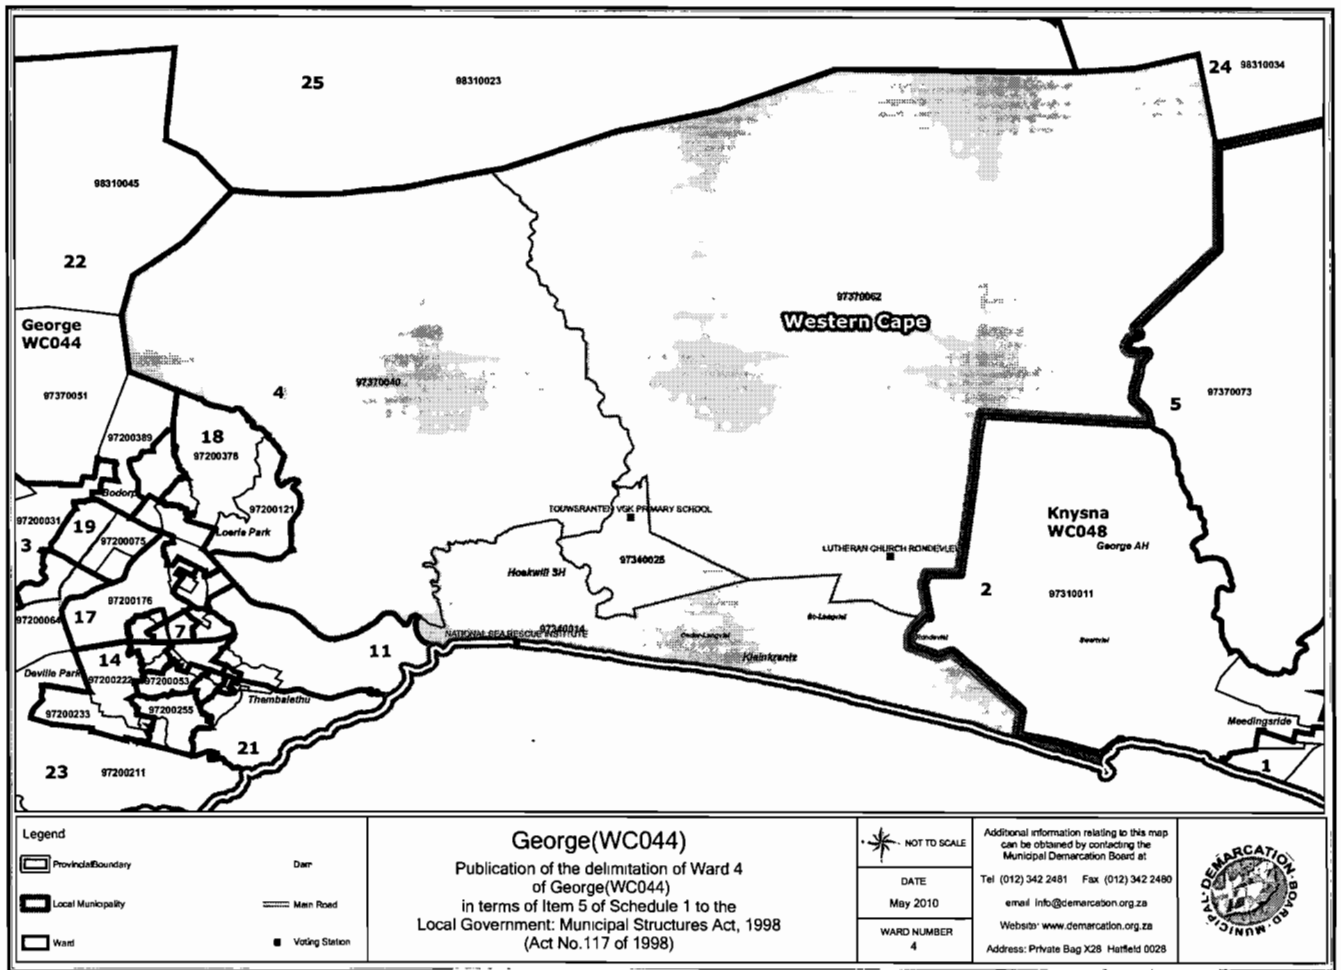 25
98310023
24
98310034
98310045
22
97370062
Western Cape
George
WC044
4
97370040
97370051
5
97370073
97200389
18
97200378
Bodorp
97200121
TOUWSRANTEN VGK PRIMARY SCHOOL
Knysna
WC048
97200031
19
97200075
Loerie Park
3
LUTHERAN CHURCH RONDEVLEI
George AH
97340025
Hoekwill SH
2
97310011
97200176
97200064
17
7
97340014
NATIONAL SEA RESCUE INSTITUTE
Onder-Langvlei
Bo-Langvlei
Rondevlei
Swartvlei
Kleinkrantz
14
11
Deville Park
97200222
97200053
Thembalethu
97200233
97200255
Meedingsride
21
23
97200211
1
Legend
Provincial Boundary
Dam
Local Municipality
Main Road
Ward
Voting Station
George(WC044)
Publication of the delimitation of Ward 4
of George(WC044)
in terms of Item 5 of Schedule 1 to the
Local Government: Municipal Structures Act, 1998
(Act No.117 of 1998)
NOT TO SCALE
DATE
May 2010
WARD NUMBER
4
Additional information relating to this map
can be obtained by contacting the
Municipal Demarcation Board at
Tel (012) 342 2481 Fax (012) 342 2480
email info@demarcation.org.za
Website: www.demarcation.org.za
Address: Private Bag X28 Hatfield 0028
MUNICIPAL DEMARCATION BOARD